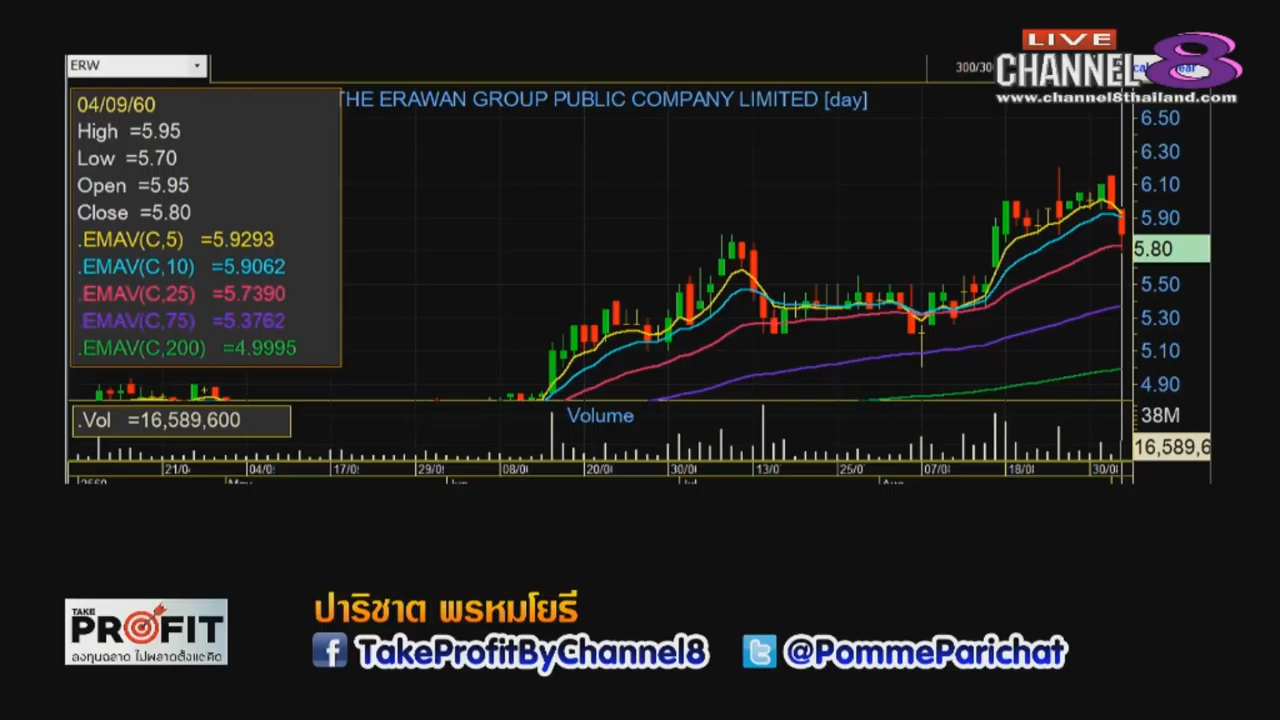 LIVE
CHANNEL 8
www.channel8thailand.com
ERW
300/30
THE ERAWAN GROUP PUBLIC COMPANY LIMITED [day]
04/09/60
High =5.95
Low =5.70
Open =5.95
Close =5.80
.EMAV(C,5) =5.9293
.EMAV(C,10) =5.9062
.EMAV(C,25) =5.7390
.EMAV(C,75) =5.3762
.EMAV(C,200) =4.9995
6.50
6.30
6.10
5.90
5.80
5.50
5.30
5.10
4.90
.Vol =16,589,600
Volume
38M
16,589,6
21/0 04/0 17/0 29/0 08/0 20/0 30/0 13/0 25/0 07/0 18/0 30/0
TAKE
PROFIT
ลงทุนฉลาด ไม่พลาดตั้งแต่คิด
ปาริชาต พรหมโยธี
TakeProfitByChannel8 @PommeParichat